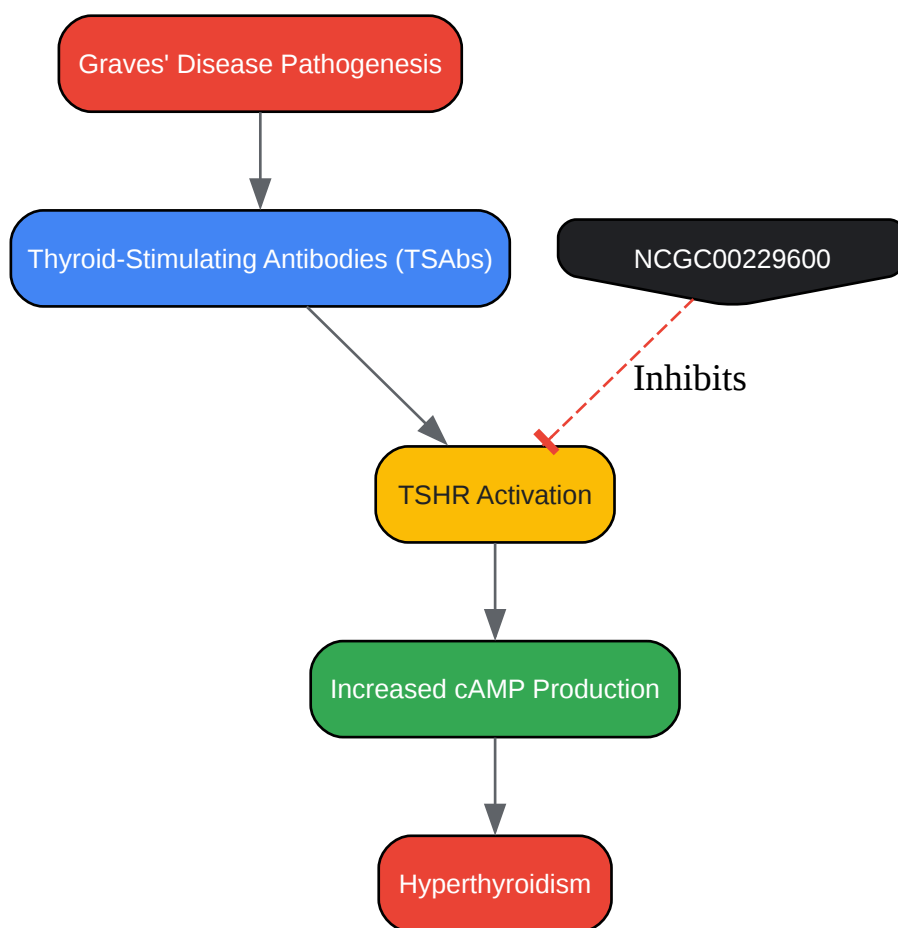 Graves' Disease Pathogenesis
Thyroid-Stimulating Antibodies (TSAbs)
NCGC00229600
Inhibits
TSHR Activation
Increased cAMP Production
Hyperthyroidism